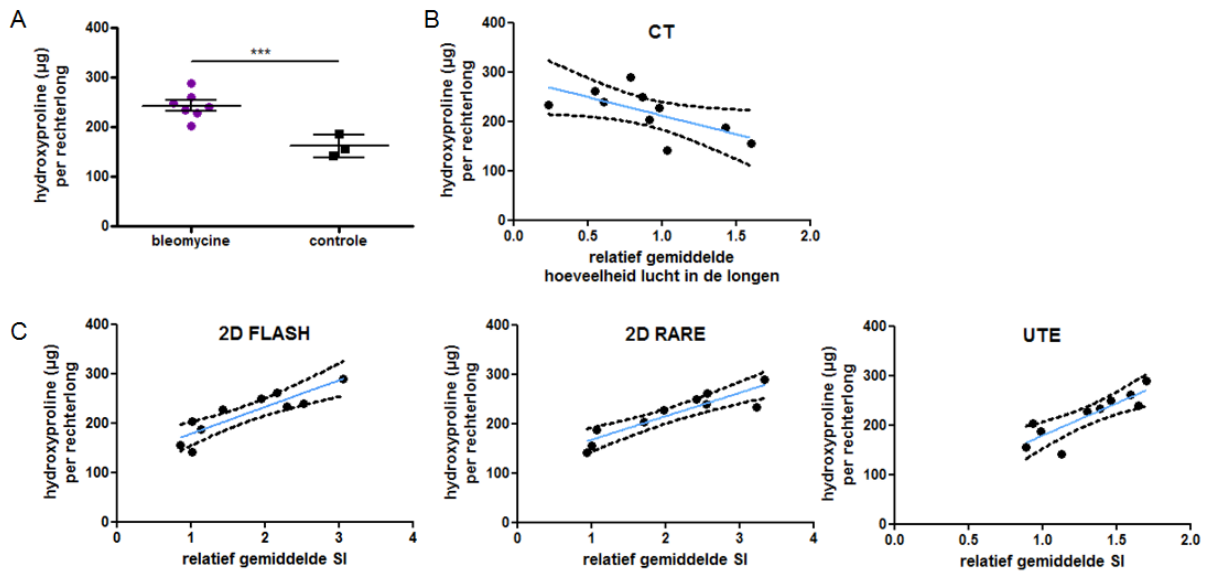 A
400
300
200
100
0
hydroxyproline (µg)
per rechterlong
***
bleomycine
controle
B
CT
400
300
200
100
0
hydroxyproline (µg)
per rechterlong
0.0 0.5 1.0 1.5 2.0
relatief gemiddelde
hoeveelheid lucht in de longen
C
2D FLASH
400
300
200
100
0
hydroxyproline (µg)
per rechterlong
0 1 2 3 4
relatief gemiddelde SI
2D RARE
400
300
200
100
0
hydroxyproline (µg)
per rechterlong
0 1 2 3 4
relatief gemiddelde SI
UTE
400
300
200
100
0
hydroxyproline (µg)
per rechterlong
0.0 0.5 1.0 1.5 2.0
relatief gemiddelde SI